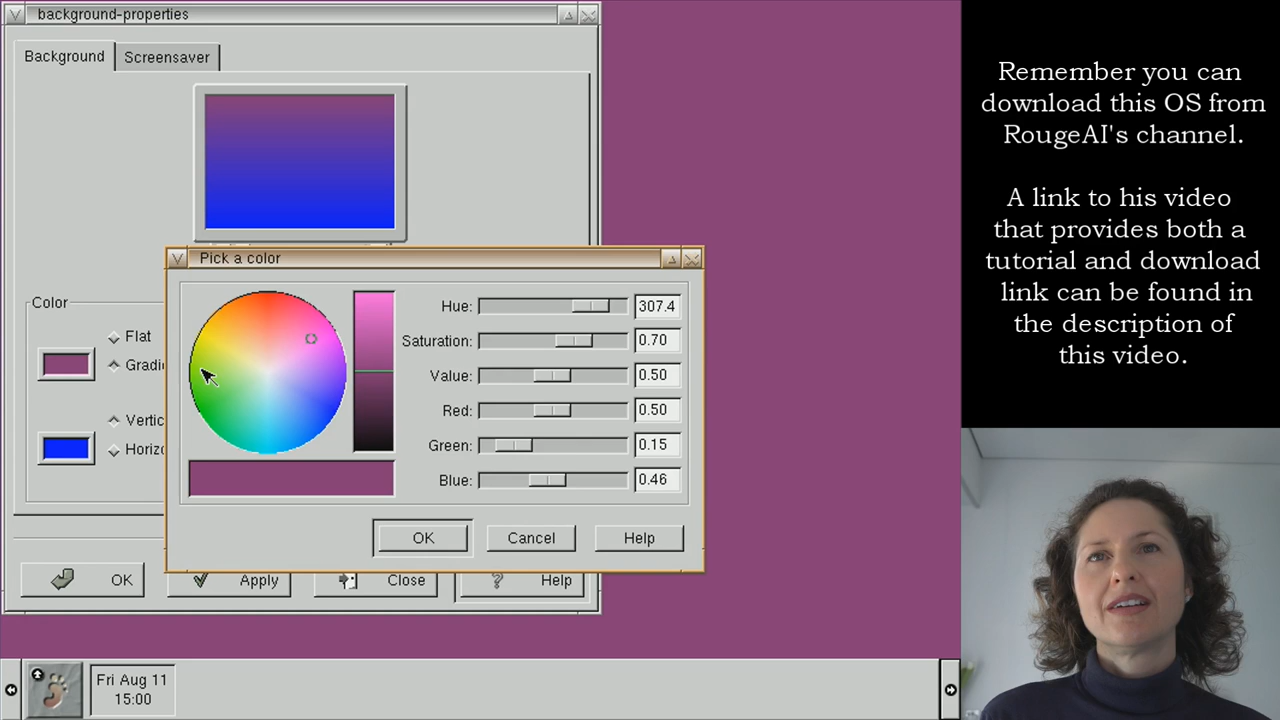 background-properties
Background
Screensaver
Pick a color
Color
Flat
Gradi
Vertic
Horizo
Hue: 307.4
Saturation: 0.70
Value: 0.50
Red: 0.50
Green: 0.15
Blue: 0.46
OK Cancel Help
OK Apply Close Help
Fri Aug 11
15:00
Remember you can
download this OS from
RougeAI's channel.
A link to his video
that provides both a
tutorial and download
link can be found in
the description of
this video.